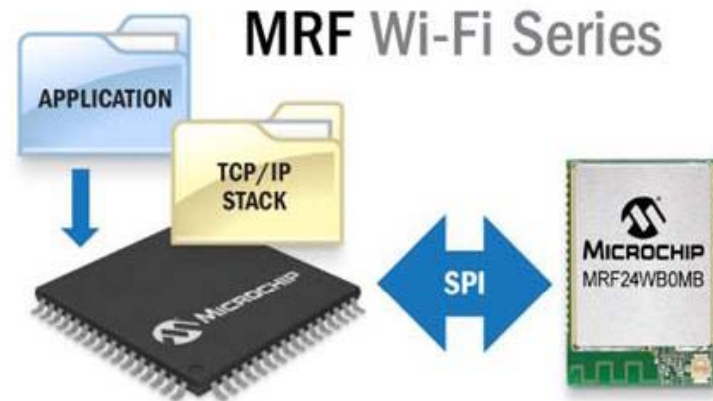 MRF Wi-Fi Series
APPLICATION
TCP/IP
STACK
MICROCHIP
SPI
MICROCHIP
MRF24WB0MB